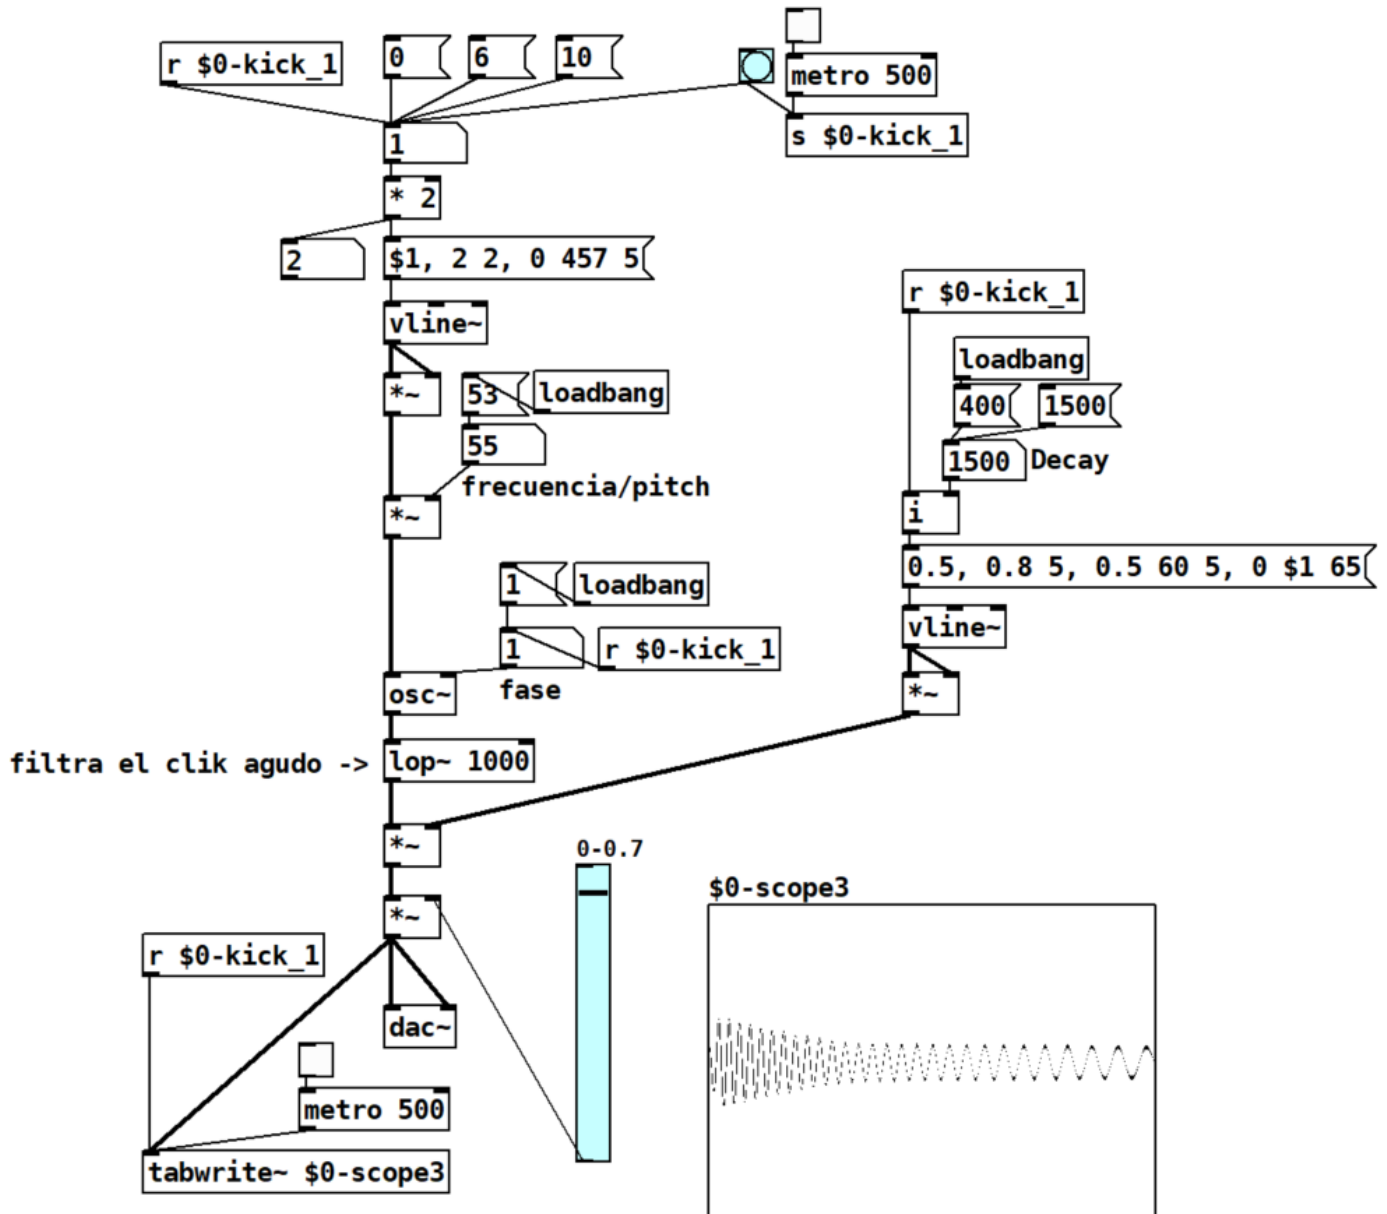 r $0-kick_1
0
6
10
metro 500
s $0-kick_1
1
* 2
2
$1, 2 2, 0 457 5
vline~
*~
53
loadbang
55
frecuencia/pitch
*~
r $0-kick_1
loadbang
400
1500
1500
Decay
i
0.5, 0.8 5, 0.5 60 5, 0 $1 65
vline~
*~
1
loadbang
1
r $0-kick_1
fase
osc~
filtra el clik agudo ->
lop~ 1000
*~
0-0.7
*~
$0-scope3
r $0-kick_1
dac~
metro 500
tabwrite~ $0-scope3